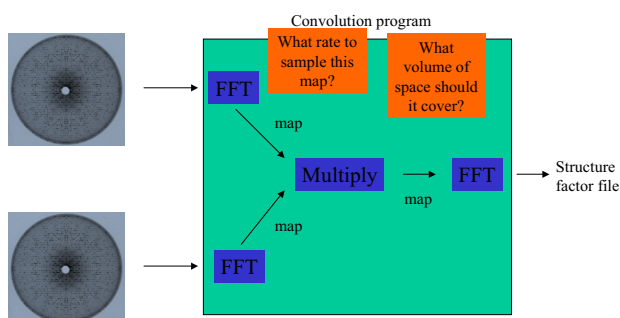 Convolution program
What rate to
sample this
map?
What
volume of
space should
it cover?
FFT
map
Multiply
map
FFT
Structure
factor file
map
FFT